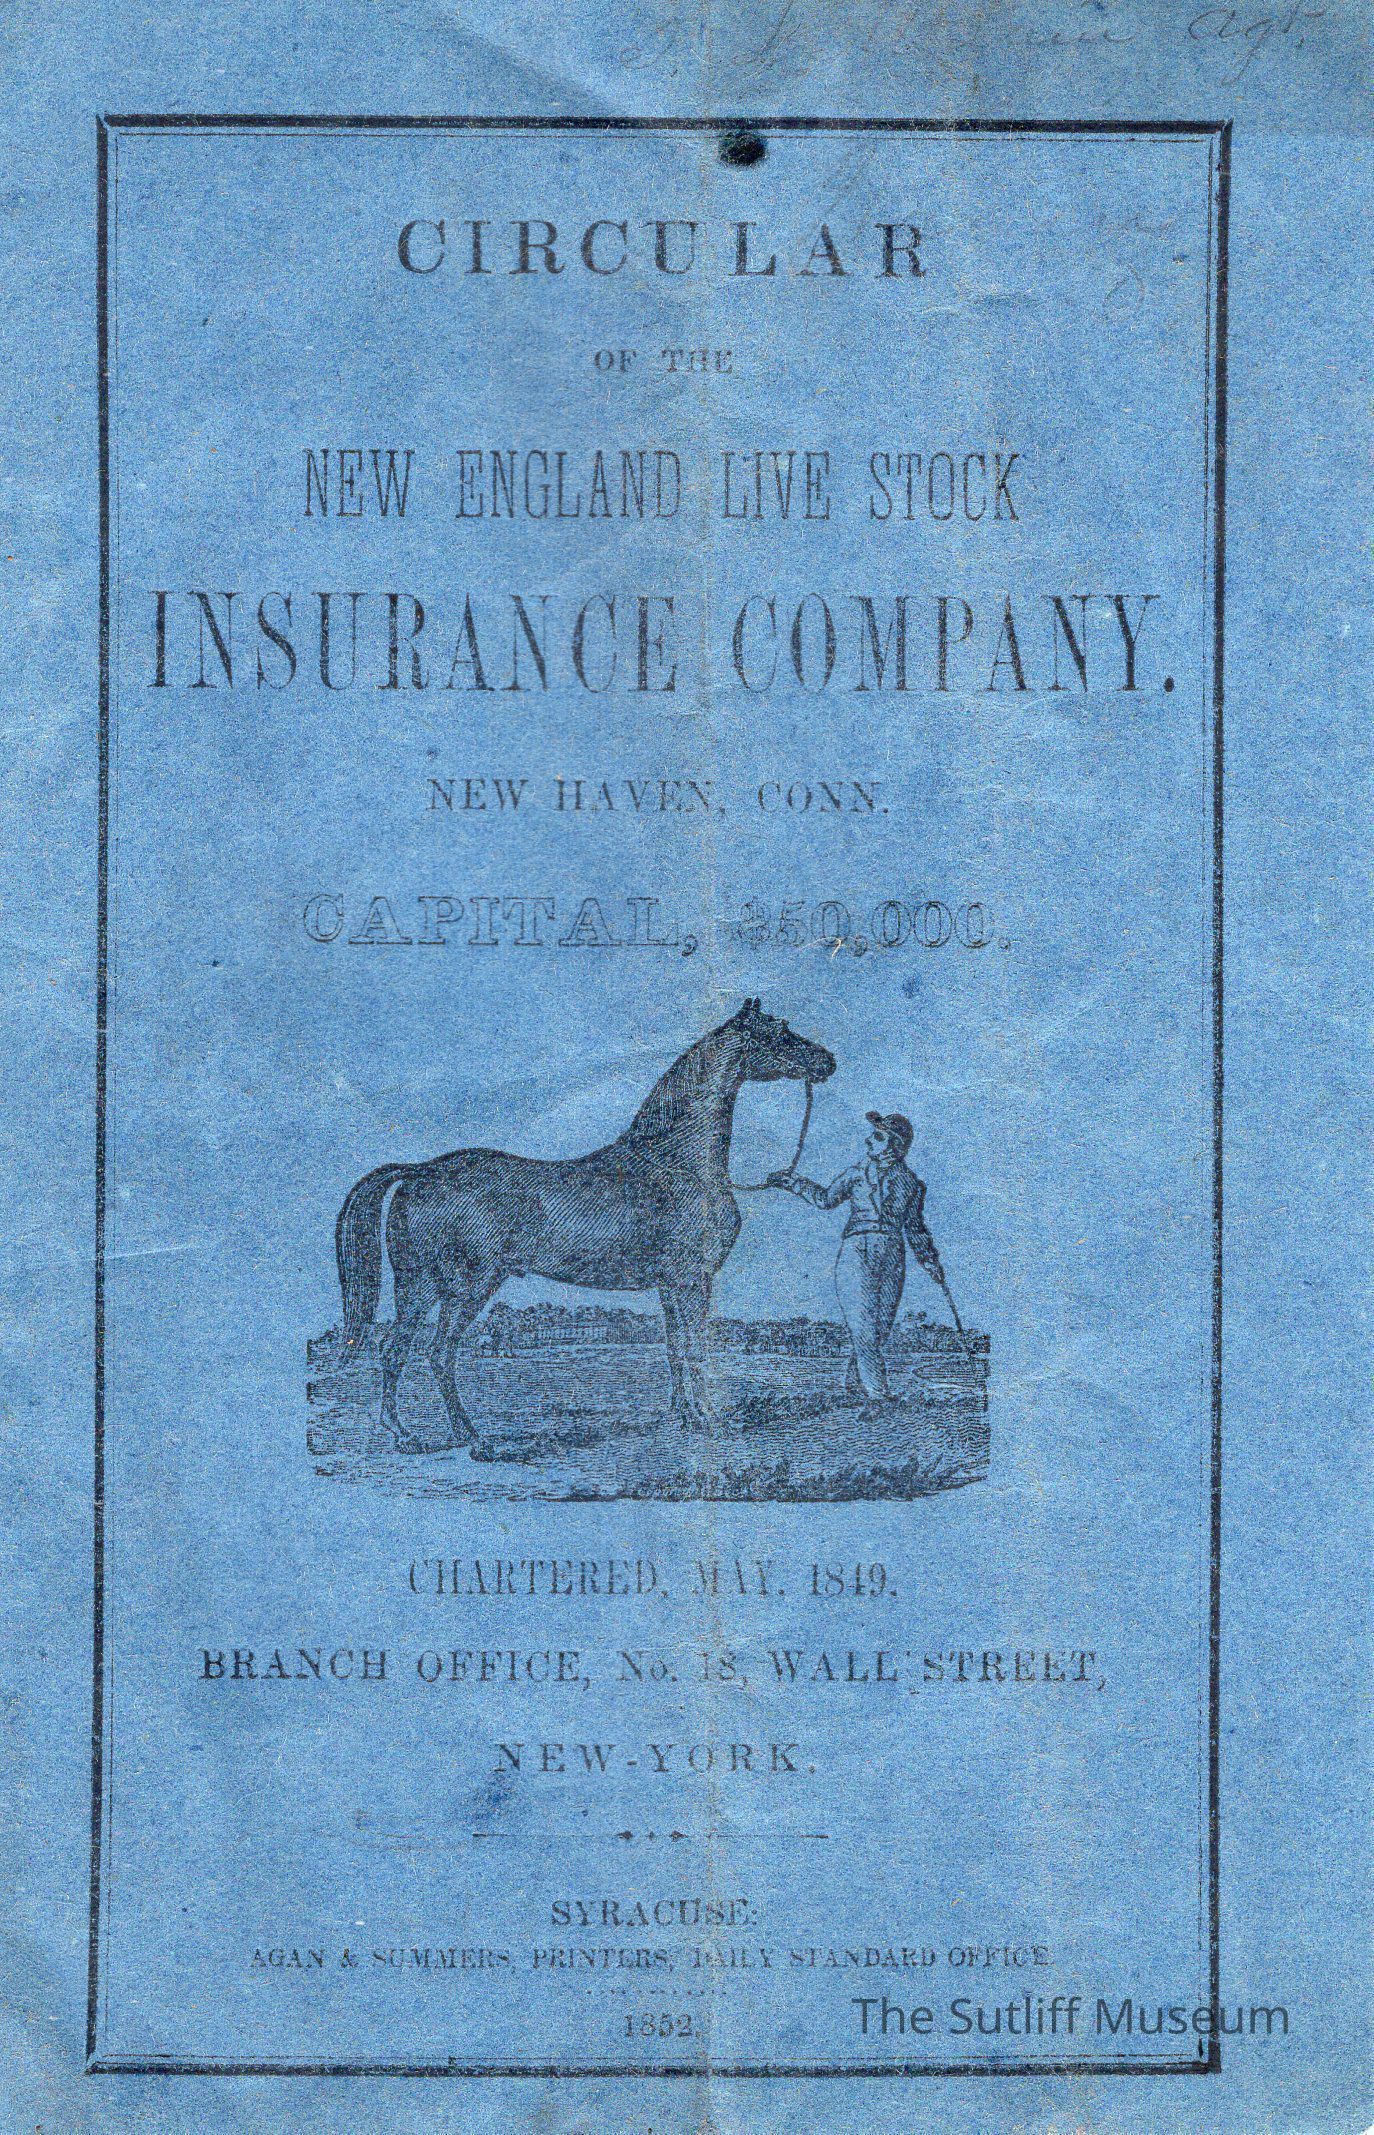 Agt.
CIRCULAR
OF THE
NEW ENGLAND LIVE STOCK
INSURANCE COMPANY.
NEW HAVEN, CONN.
CAPITAL, $50,000.
CHARTERED, MAY. 1849.
BRANCH OFFICE, No. 18, WALL STREET,
NEW-YORK.
SYRACUSE:
AGAN & SUMMERS, PRINTERS, DAILY STANDARD OFFICE.
1852.
The Sutliff Museum